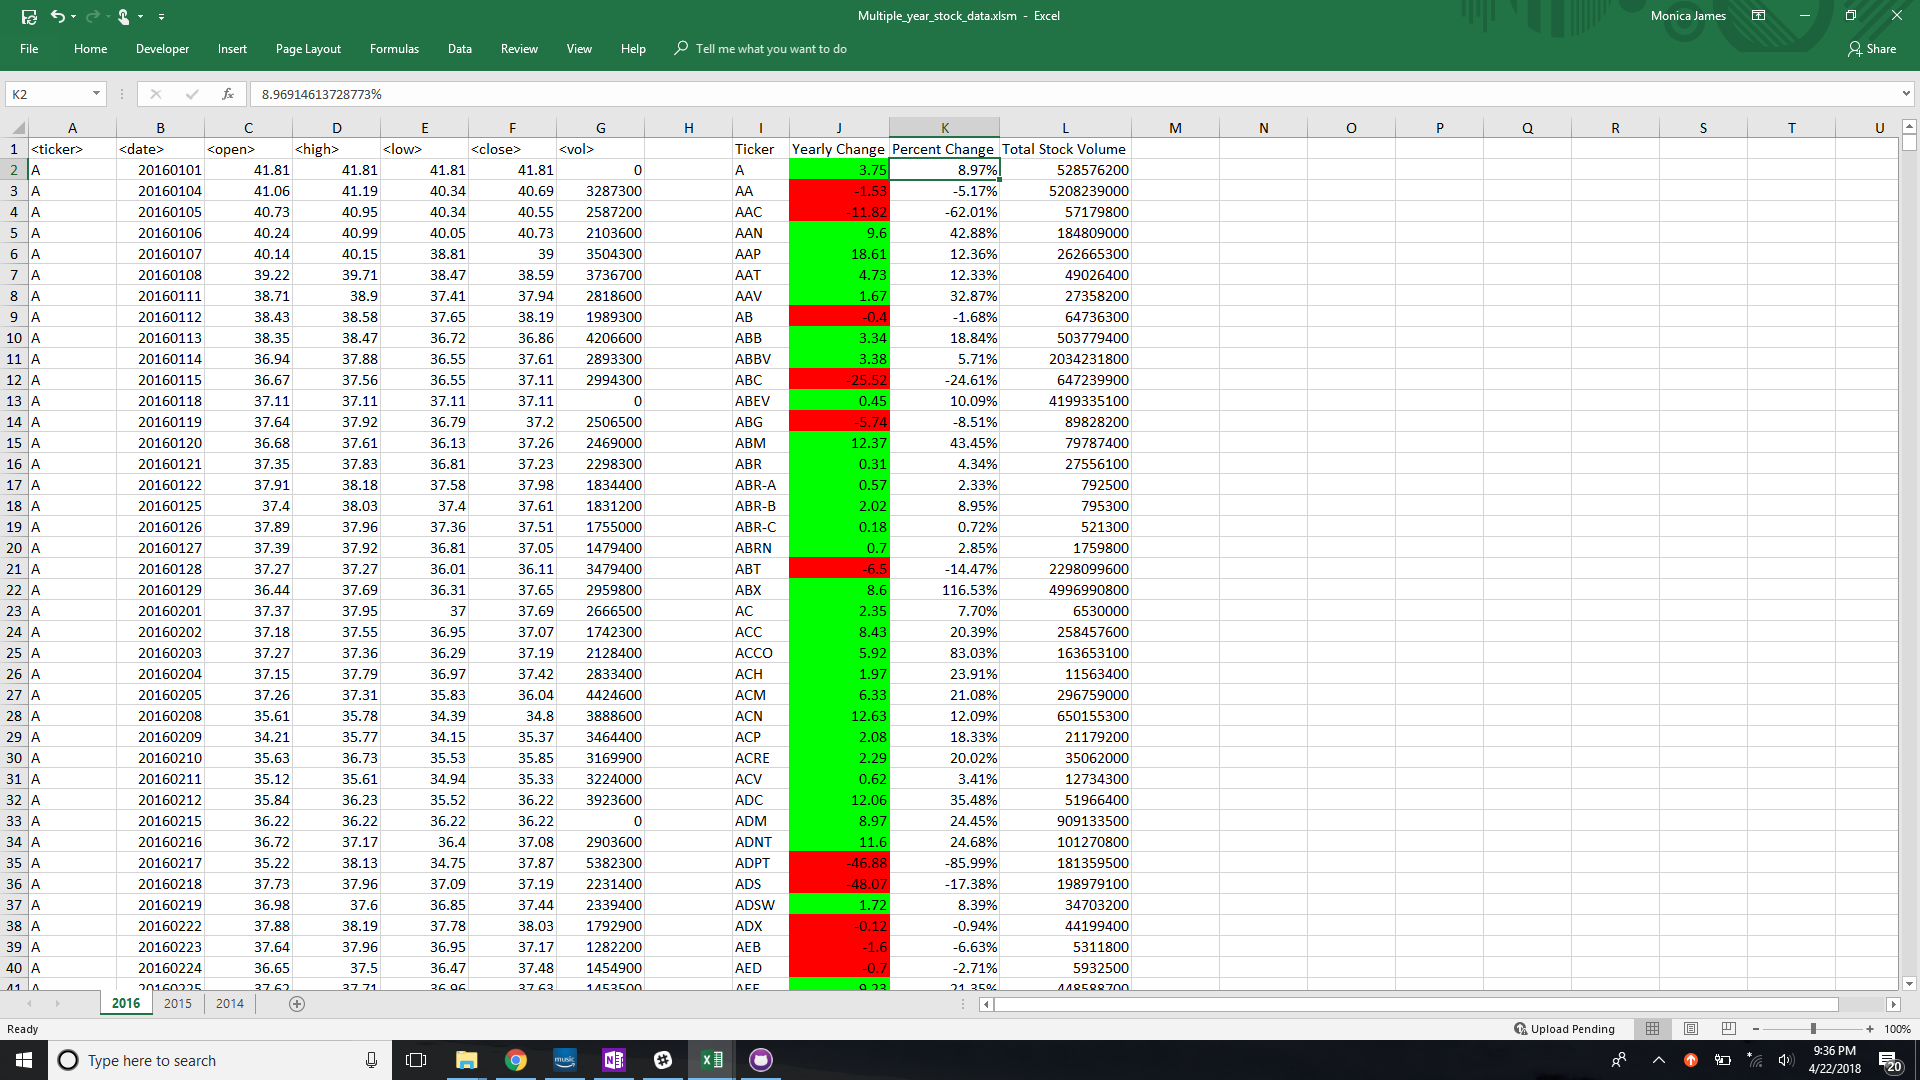 Multiple_year_stock_data.xlsm - Excel
Monica James
File Home Developer Insert Page Layout Formulas Data Review View Help Tell me what you want to do Share
K2 fx 8.96914613728773%
A B C D E F G H I J K L M N O P Q R S T U
1 <ticker> <date> <open> <high> <low> <close> <vol> Ticker Yearly Change Percent Change Total Stock Volume
2 A 20160101 41.81 41.81 41.81 41.81 0 A 3.75 8.97% 528576200
3 A 20160104 41.06 41.19 40.34 40.69 3287300 AA -1.53 -5.17% 5208239000
4 A 20160105 40.73 40.95 40.34 40.55 2587200 AAC -11.82 -62.01% 57179800
5 A 20160106 40.24 40.99 40.05 40.73 2103600 AAN 9.6 42.88% 184809000
6 A 20160107 40.14 40.15 38.81 39 3504300 AAP 18.61 12.36% 262665300
7 A 20160108 39.22 39.71 38.47 38.59 3736700 AAT 4.73 12.33% 49026400
8 A 20160111 38.71 38.9 37.41 37.94 2818600 AAV 1.67 32.87% 27358200
9 A 20160112 38.43 38.58 37.65 38.19 1989300 AB -0.4 -1.68% 64736300
10 A 20160113 38.35 38.47 36.72 36.86 4206600 ABB 3.34 18.84% 503779400
11 A 20160114 36.94 37.88 36.55 37.61 2893300 ABBV 3.38 5.71% 2034231800
12 A 20160115 36.67 37.56 36.55 37.11 2994300 ABC -25.52 -24.61% 647239900
13 A 20160118 37.11 37.11 37.11 37.11 0 ABEV 0.45 10.09% 4199335100
14 A 20160119 37.64 37.92 36.79 37.2 2506500 ABG -5.74 -8.51% 89828200
15 A 20160120 36.68 37.61 36.13 37.26 2469000 ABM 12.37 43.45% 79787400
16 A 20160121 37.35 37.83 36.81 37.23 2298300 ABR 0.31 4.34% 27556100
17 A 20160122 37.91 38.18 37.58 37.98 1834400 ABR-A 0.57 2.33% 792500
18 A 20160125 37.4 38.03 37.4 37.61 1831200 ABR-B 2.02 8.95% 795300
19 A 20160126 37.89 37.96 37.36 37.51 1755000 ABR-C 0.18 0.72% 521300
20 A 20160127 37.39 37.92 36.81 37.05 1479400 ABRN 0.7 2.85% 1759800
21 A 20160128 37.27 37.27 36.01 36.11 3479400 ABT -6.5 -14.47% 2298099600
22 A 20160129 36.44 37.69 36.31 37.65 2959800 ABX 8.6 116.53% 4996990800
23 A 20160201 37.37 37.95 37 37.69 2666500 AC 2.35 7.70% 6530000
24 A 20160202 37.18 37.55 36.95 37.07 1742300 ACC 8.43 20.39% 258457600
25 A 20160203 37.27 37.36 36.29 37.19 2128400 ACCO 5.92 83.03% 163653100
26 A 20160204 37.15 37.79 36.97 37.42 2833400 ACH 1.97 23.91% 11563400
27 A 20160205 37.26 37.31 35.83 36.04 4424600 ACM 6.33 21.08% 296759000
28 A 20160208 35.61 35.78 34.39 34.8 3888600 ACN 12.63 12.09% 650155300
29 A 20160209 34.21 35.77 34.15 35.37 3464400 ACP 2.08 18.33% 21179200
30 A 20160210 35.63 36.73 35.53 35.85 3169900 ACRE 2.29 20.02% 35062000
31 A 20160211 35.12 35.61 34.94 35.33 3224000 ACV 0.62 3.41% 12734300
32 A 20160212 35.84 36.23 35.52 36.22 3923600 ADC 12.06 35.48% 51966400
33 A 20160215 36.22 36.22 36.22 36.22 0 ADM 8.97 24.45% 909133500
34 A 20160216 36.72 37.17 36.4 37.08 2903600 ADNT 11.6 24.68% 101270800
35 A 20160217 35.22 38.13 34.75 37.87 5382300 ADPT -46.88 -85.99% 181359500
36 A 20160218 37.73 37.96 37.09 37.19 2231400 ADS -48.07 -17.38% 198979100
37 A 20160219 36.98 37.6 36.85 37.44 2339400 ADSW 1.72 8.39% 34703200
38 A 20160222 37.88 38.19 37.78 38.03 1792900 ADX -0.12 -0.94% 44199400
39 A 20160223 37.64 37.96 36.95 37.17 1282200 AEB -1.6 -6.63% 5311800
40 A 20160224 36.65 37.5 36.47 37.48 1454900 AED -0.7 -2.71% 5932500
41 A 20160225 37.62 37.71 36.96 37.63 1453500 AEE 9.23 21.35% 448588700
2016 2015 2014
Ready Upload Pending 100%
Type here to search
music
9:36 PM
4/22/2018
20